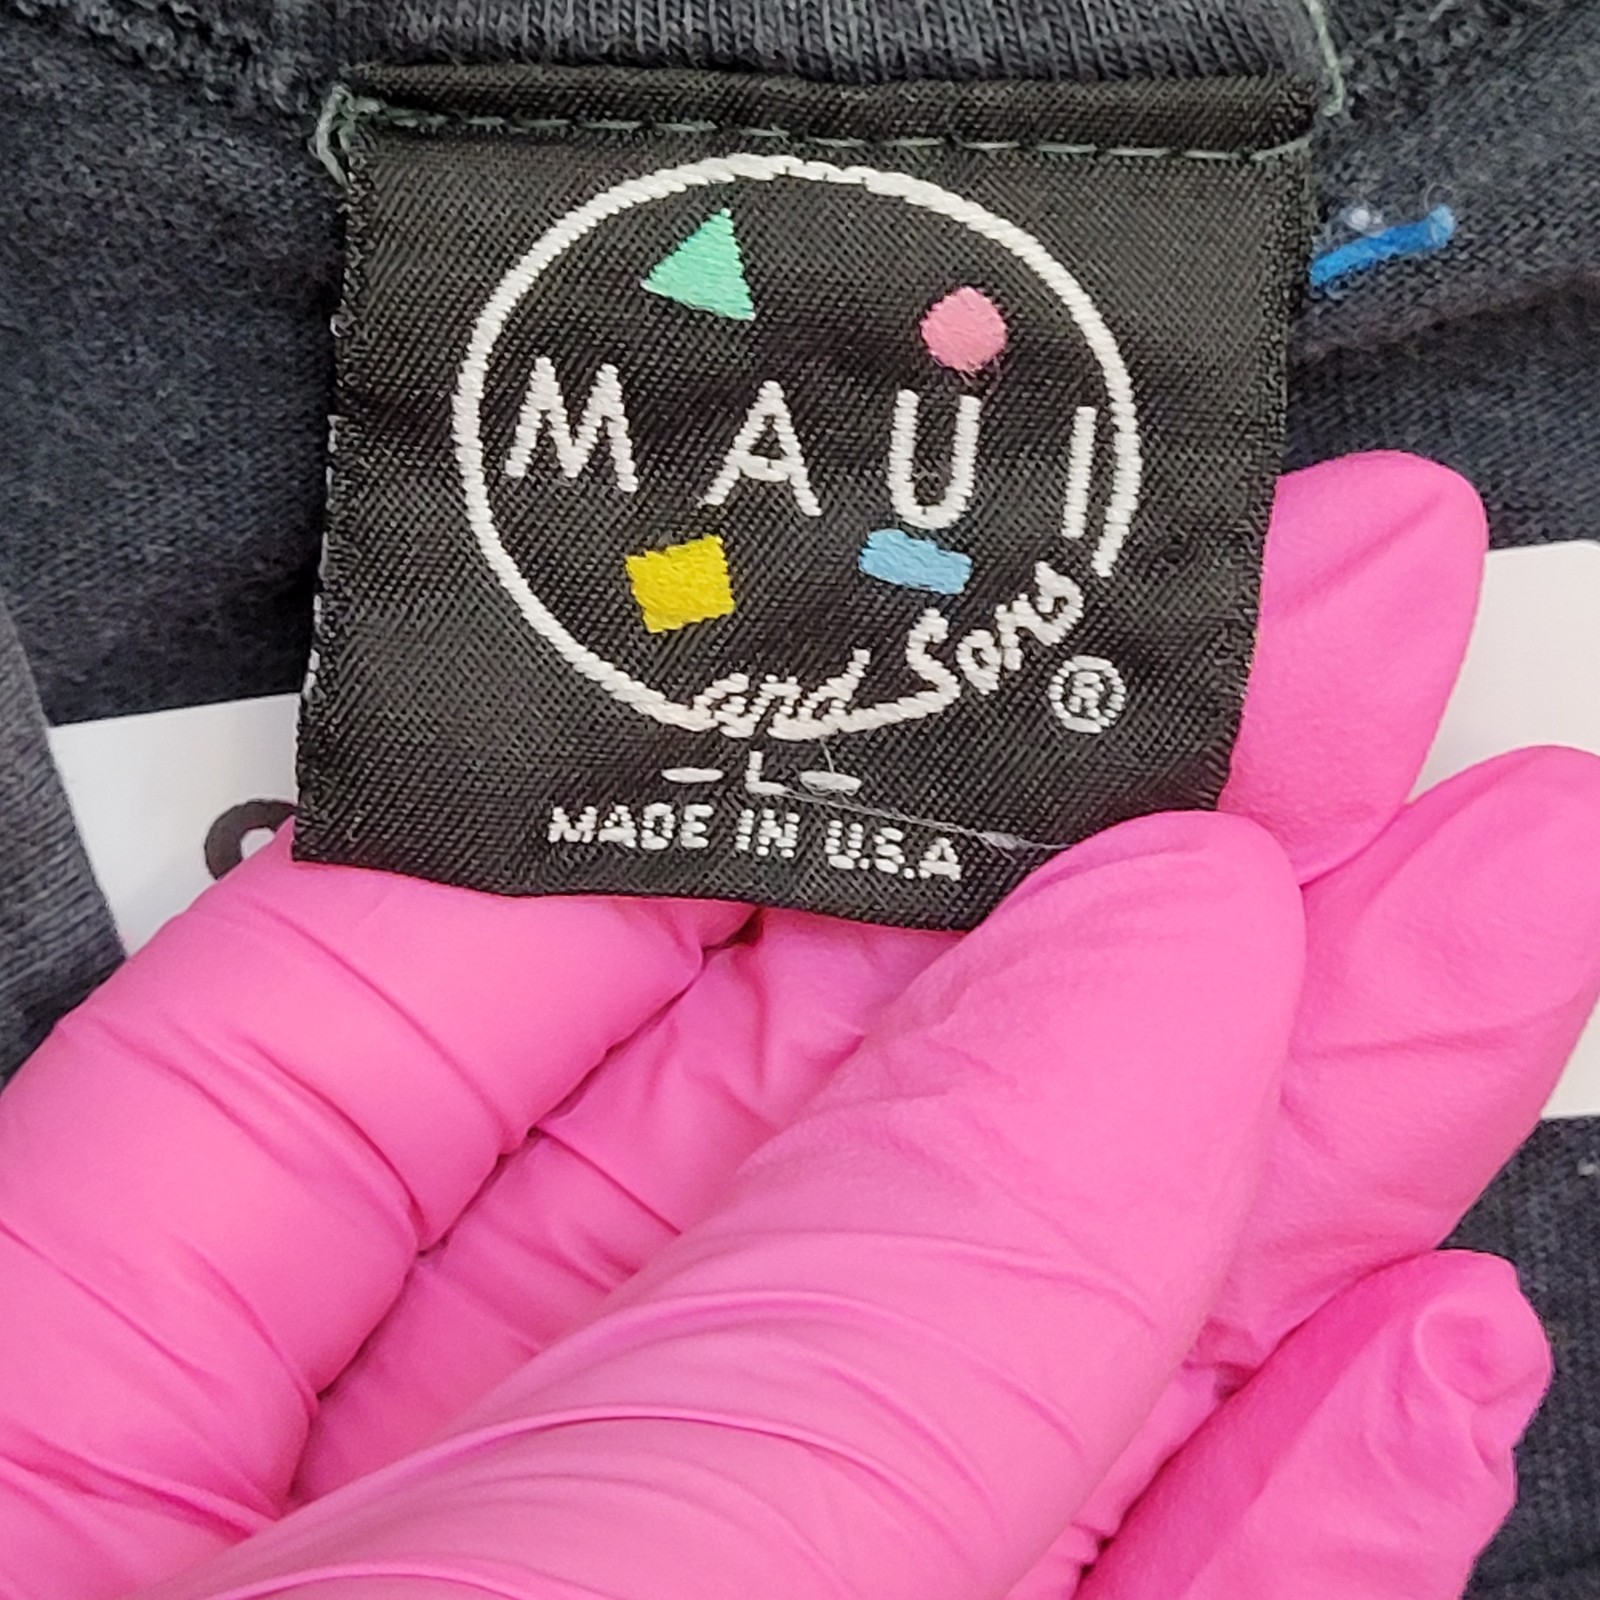 MAUI
and Sons
®
- L -
MADE IN U.S.A